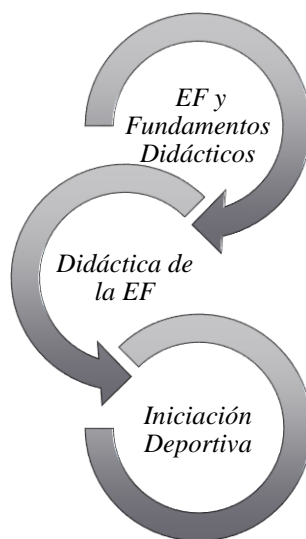 EF y
Fundamentos
Didácticos
Didáctica de
la EF
Iniciación
Deportiva